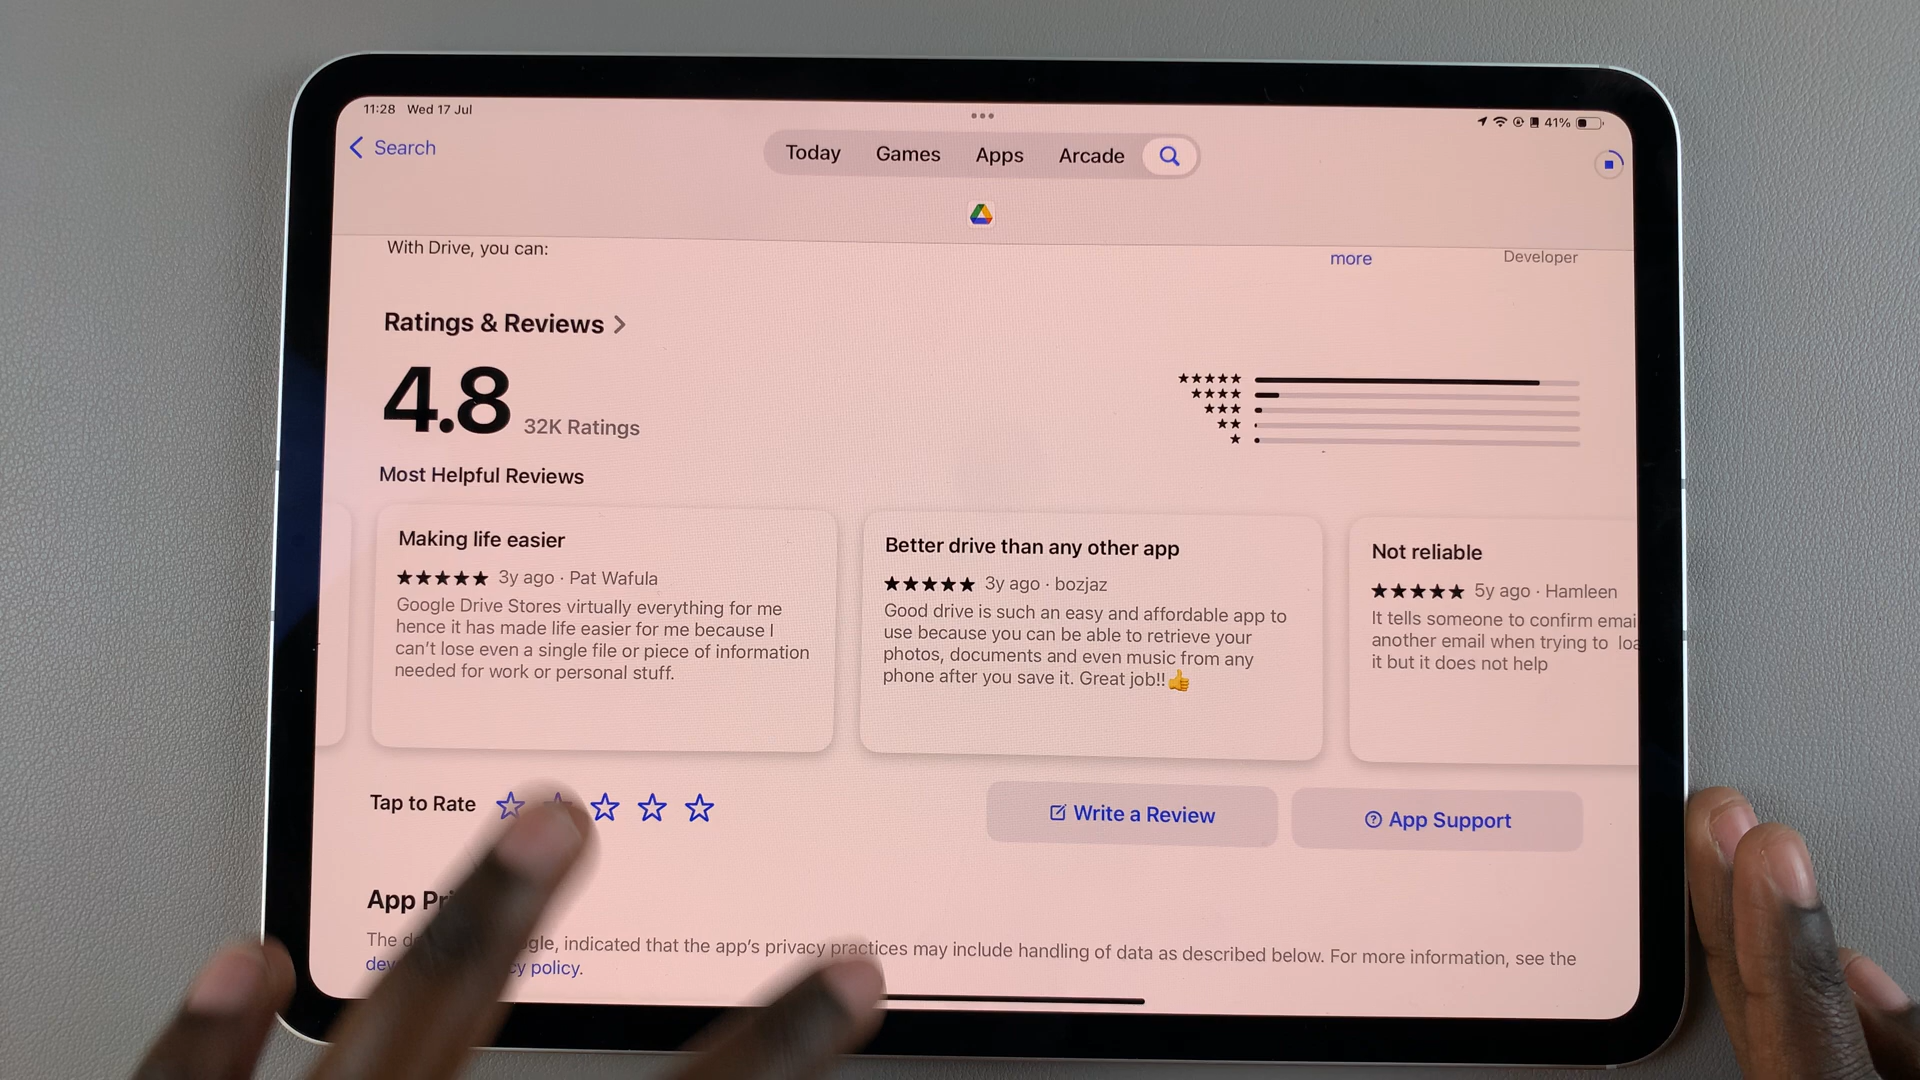 11:28 Wed 17 Jul
41%
Search
Today Games Apps Arcade
With Drive, you can:
more
Developer
Ratings & Reviews
4.8 32K Ratings
Most Helpful Reviews
Making life easier
3y ago · Pat Wafula
Google Drive Stores virtually everything for me
hence it has made life easier for me because I
can't lose even a single file or piece of information
needed for work or personal stuff.
Better drive than any other app
3y ago · bozjaz
Good drive is such an easy and affordable app to
use because you can be able to retrieve your
photos, documents and even music from any
phone after you save it. Great job!!👍
Not reliable
5y ago · Hamleen
It tells someone to confirm emai
another email when trying to loa
it but it does not help
Tap to Rate
Write a Review
App Support
App
The indicated that the app's privacy practices may include handling of data as described below. For more information, see the
policy.